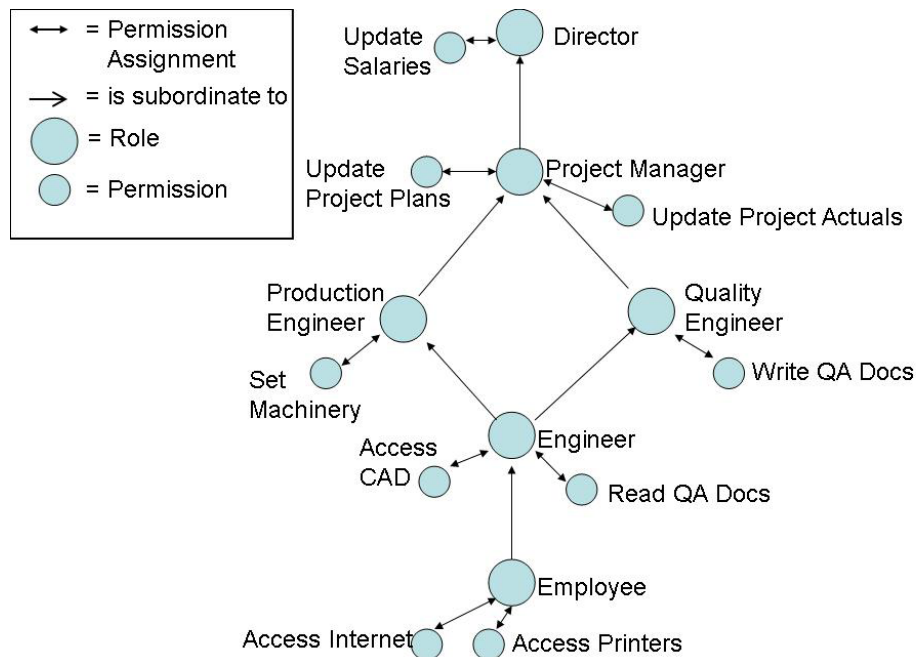 = Permission
Assignment
= is subordinate to
= Role
= Permission
Update
Salaries
Director
Update
Project Plans
Project Manager
Update Project Actuals
Production
Engineer
Quality
Engineer
Set
Machinery
Write QA Docs
Access
CAD
Engineer
Read QA Docs
Employee
Access Internet
Access Printers